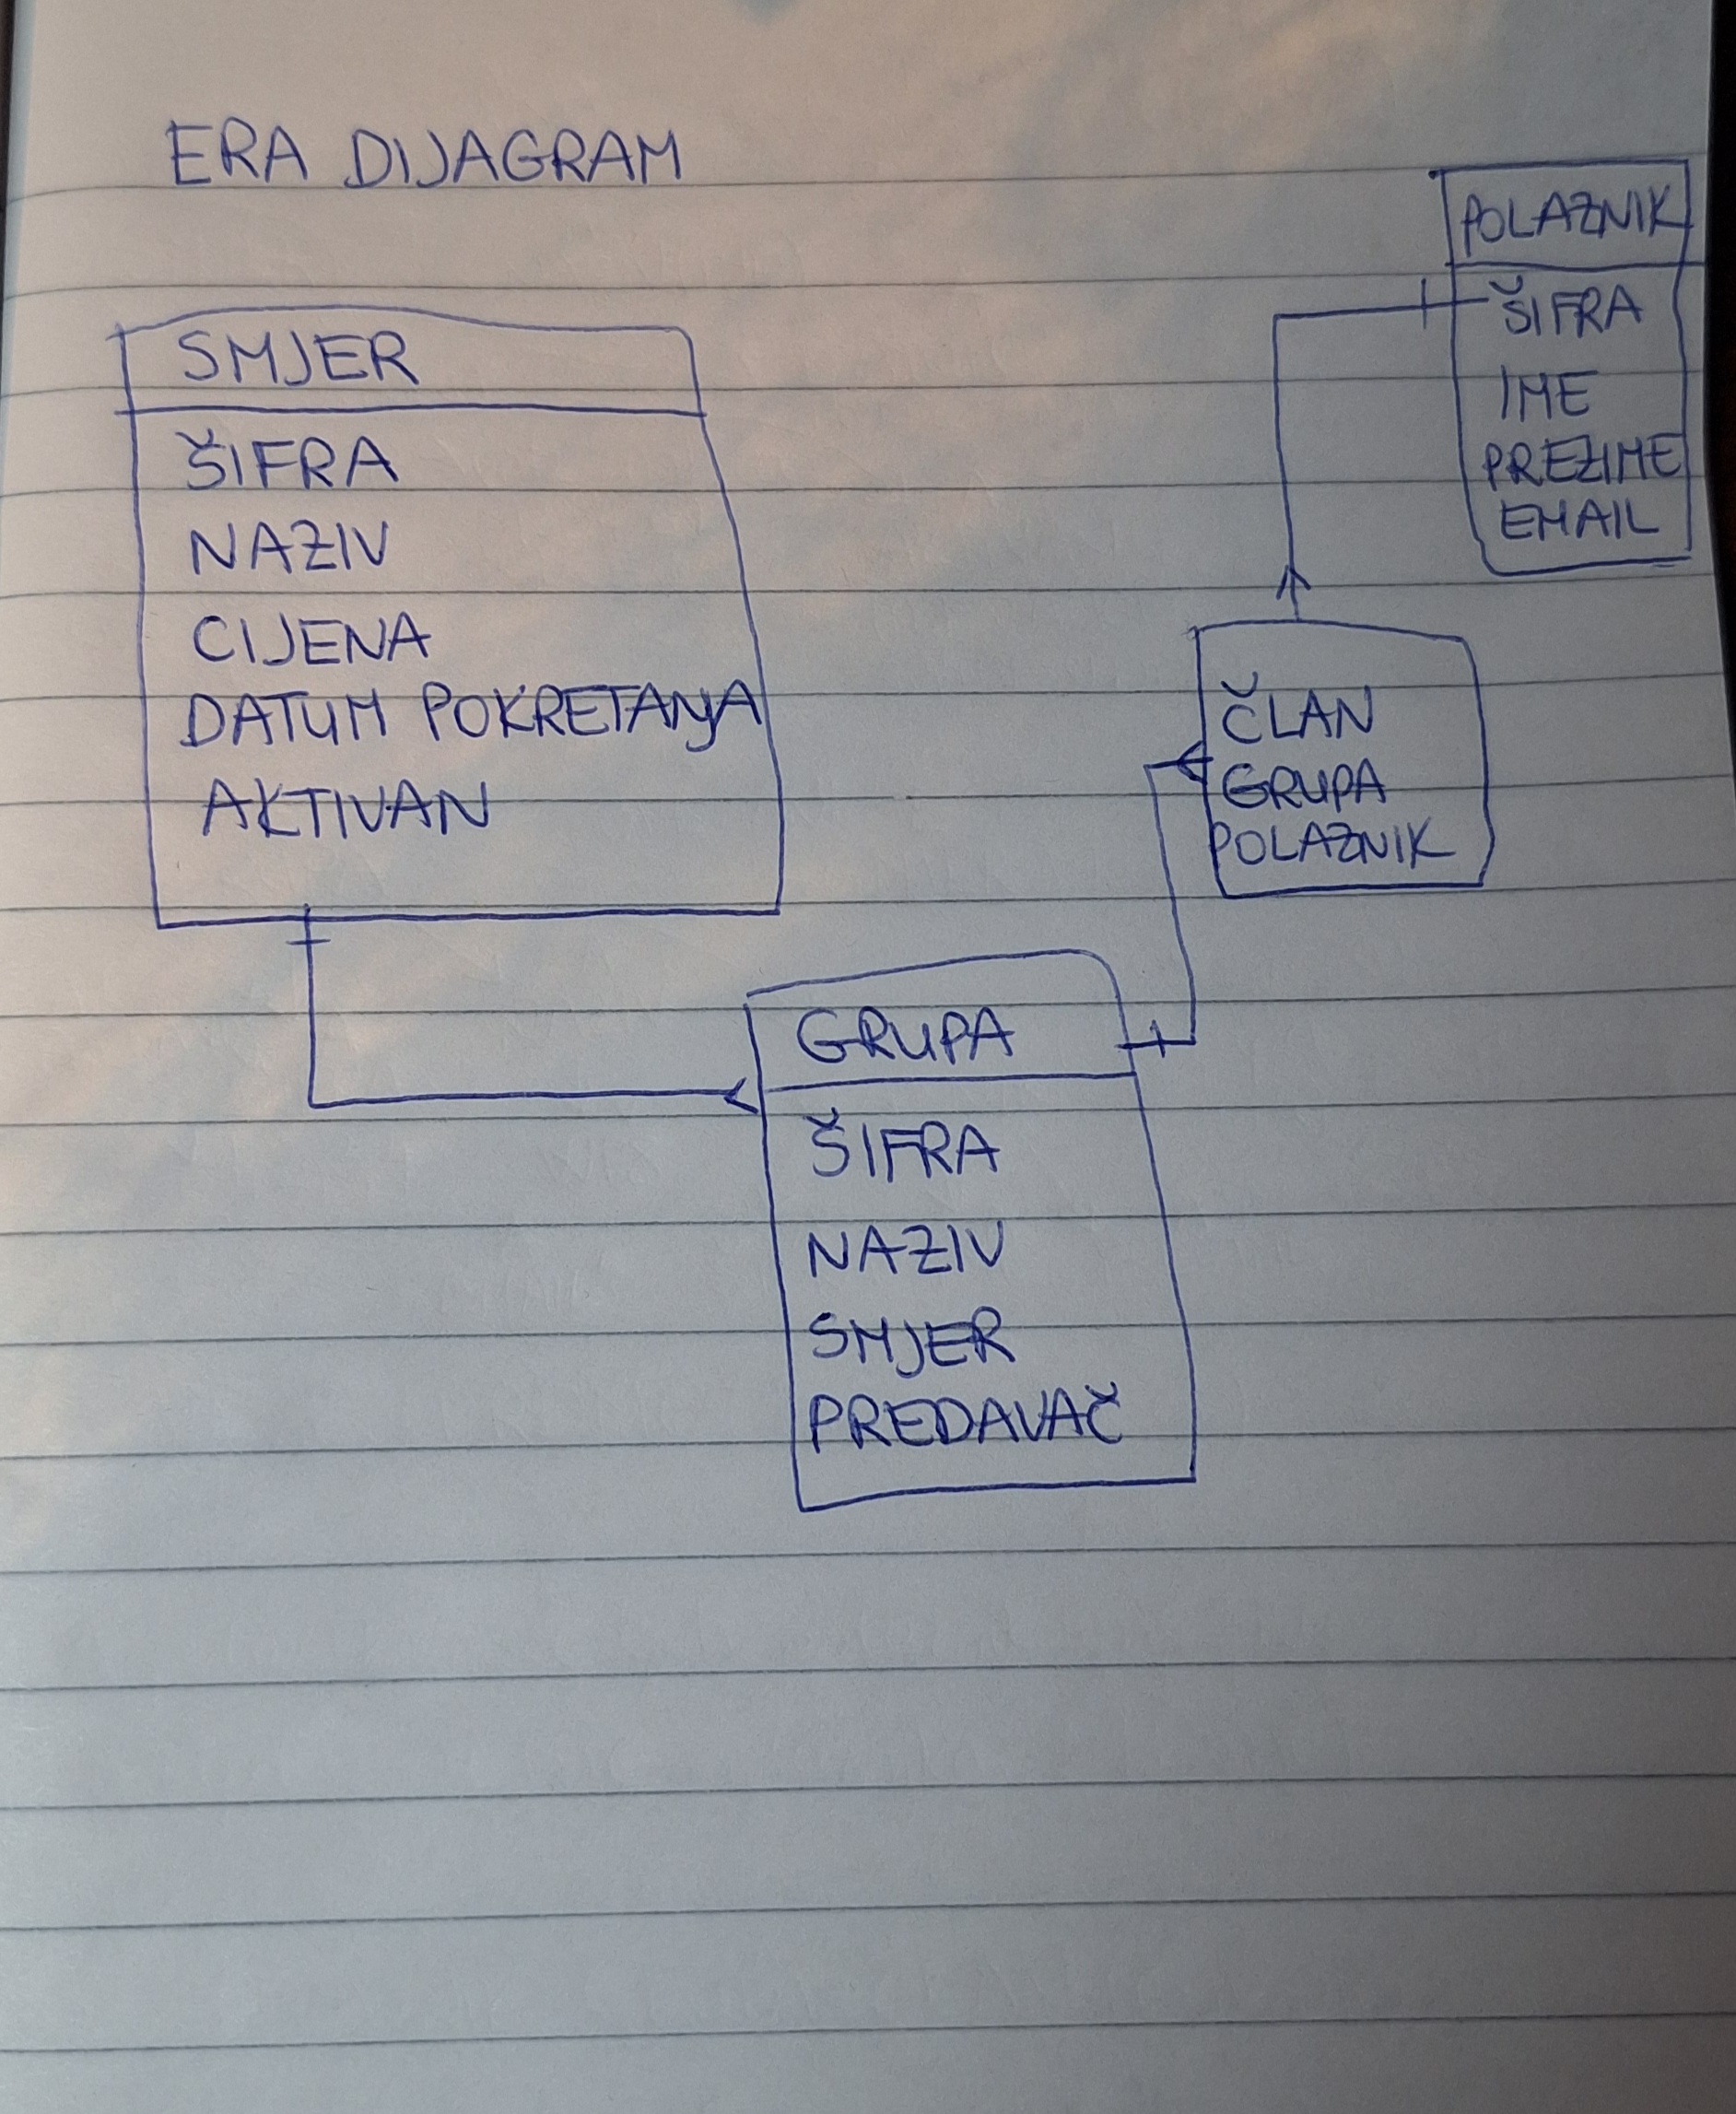 ERA DIJAGRAM
SMJER
ŠIFRA
NAZIV
CIJENA
DATUM POKRETANJA
AKTIVAN
POLAZNIK
ŠIFRA
IME
PREZIME
EMAIL
ČLAN
GRUPA
POLAZNIK
GRUPA
ŠIFRA
NAZIV
SMJER
PREDAVAČ